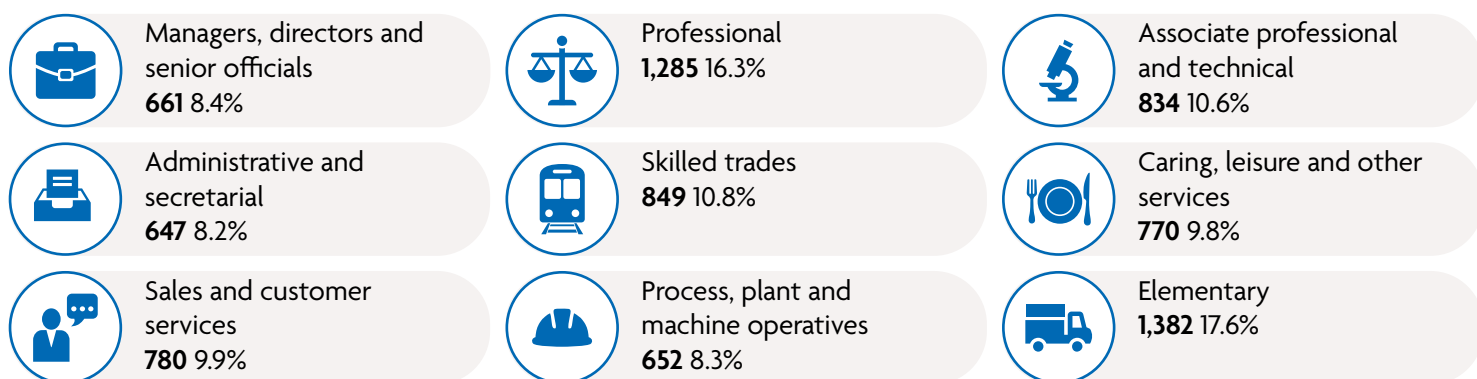 Managers, directors and
senior officials
661 8.4%
Professional
1,285 16.3%
Associate professional
and technical
834 10.6%
Administrative and
secretarial
647 8.2%
Skilled trades
849 10.8%
Caring, leisure and other
services
770 9.8%
Sales and customer
services
780 9.9%
Process, plant and
machine operatives
652 8.3%
Elementary
1,382 17.6%